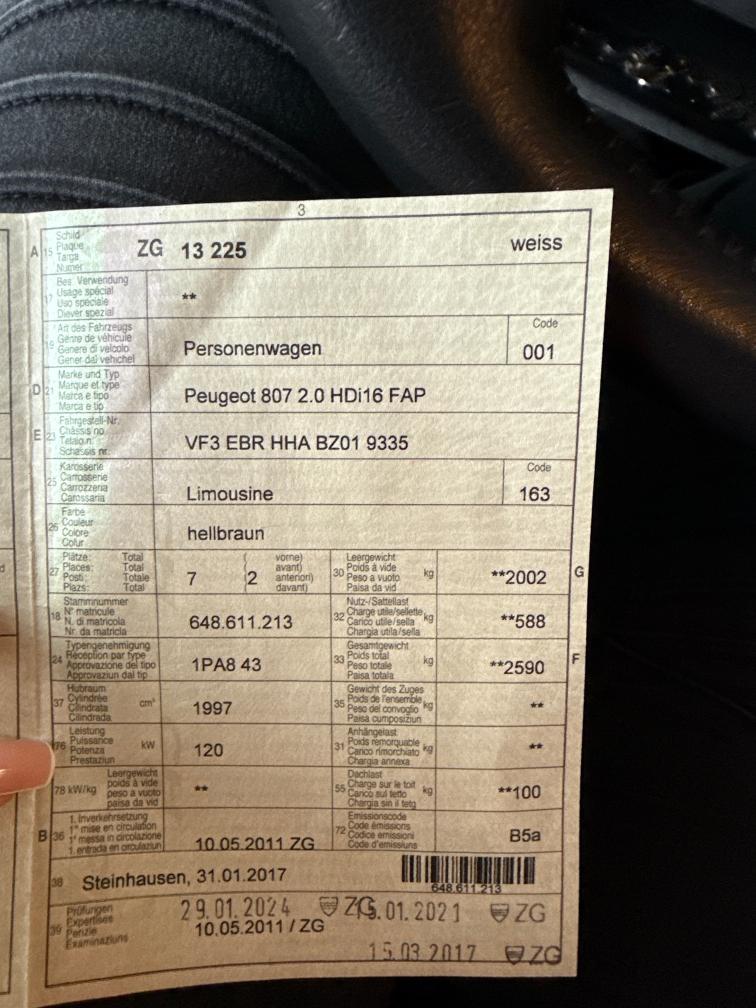 3
A 15 Schild
Plaque
Targa
Numer
ZG 13 225 weiss
17 Bes. Verwendung
Usage spécial
Uso speciale
Diever spezial
**
19 Art des Fahrzeugs
Genre de véhicule
Genere di veicolo
Gener dal vehichel
Personenwagen
Code
001
D 21 Marke und Typ
Marque et type
Marca e tipo
Marca e tip
Peugeot 807 2.0 HDi16 FAP
E 23 Fahrgestell-Nr.
Châssis no
Telaio n.
Schassis nr.
VF3 EBR HHA BZ01 9335
25 Karosserie
Carrosserie
Carrozzeria
Carossaria
Limousine
Code
163
26 Farbe
Couleur
Colore
Colur
hellbraun
27 Plätze: Total
Places: Total
Posti: Totale
Plazs: Total
7
( vorne)
avant)
anteriori)
davant)
2
30 Leergewicht
Poids à vide
Peso a vuoto
Paisa da vid
kg
**2002
G
18 Stammnummer
N° matricule
N. di matricola
Nr. da matricla
648.611.213
32 Nutz-/Sattellast
Charge utile/sellette
Carico utile/sella
Chargia utila/sella
kg
**588
24 Typengenehmigung
Réception par type
Approvazione del tipo
Approvaziun dal tip
1PA8 43
33 Gesamtgewicht
Poids total
Peso totale
Paisa totala
kg
**2590
F
37 Hubraum
Cylindrée
Cilindrata
Cilindrada
cm³
1997
35 Gewicht des Zuges
Poids de l'ensemble
Peso del convoglio
Paisa cumposiziun
kg
**
76 Leistung
Puissance
Potenza
Prestaziun
kW
120
31 Anhängelast
Poids remorquable
Carico rimorchiato
Chargia annexa
kg
**
78 kW/kg Leergewicht
poids à vide
peso a vuoto
paisa da vid
**
55 Dachlast
Charge sur le toit
Carico sul tetto
Chargia sin il tetg
kg
**100
B 36 1. Inverkehrsetzung
1re mise en circulation
1a messa in circolazione
1. entrada en circulaziun
10.05.2011 ZG
72 Emissionscode
Code émissions
Codice emissioni
Code d'emissiuns
B5a
38 Steinhausen, 31.01.2017
648.611.213
39 Prüfungen
Expertises
Perizie
Examinaziuns
29.01.2024 ZG
.01.2021 ZG
10.05.2011 / ZG
15.03.2017 ZG